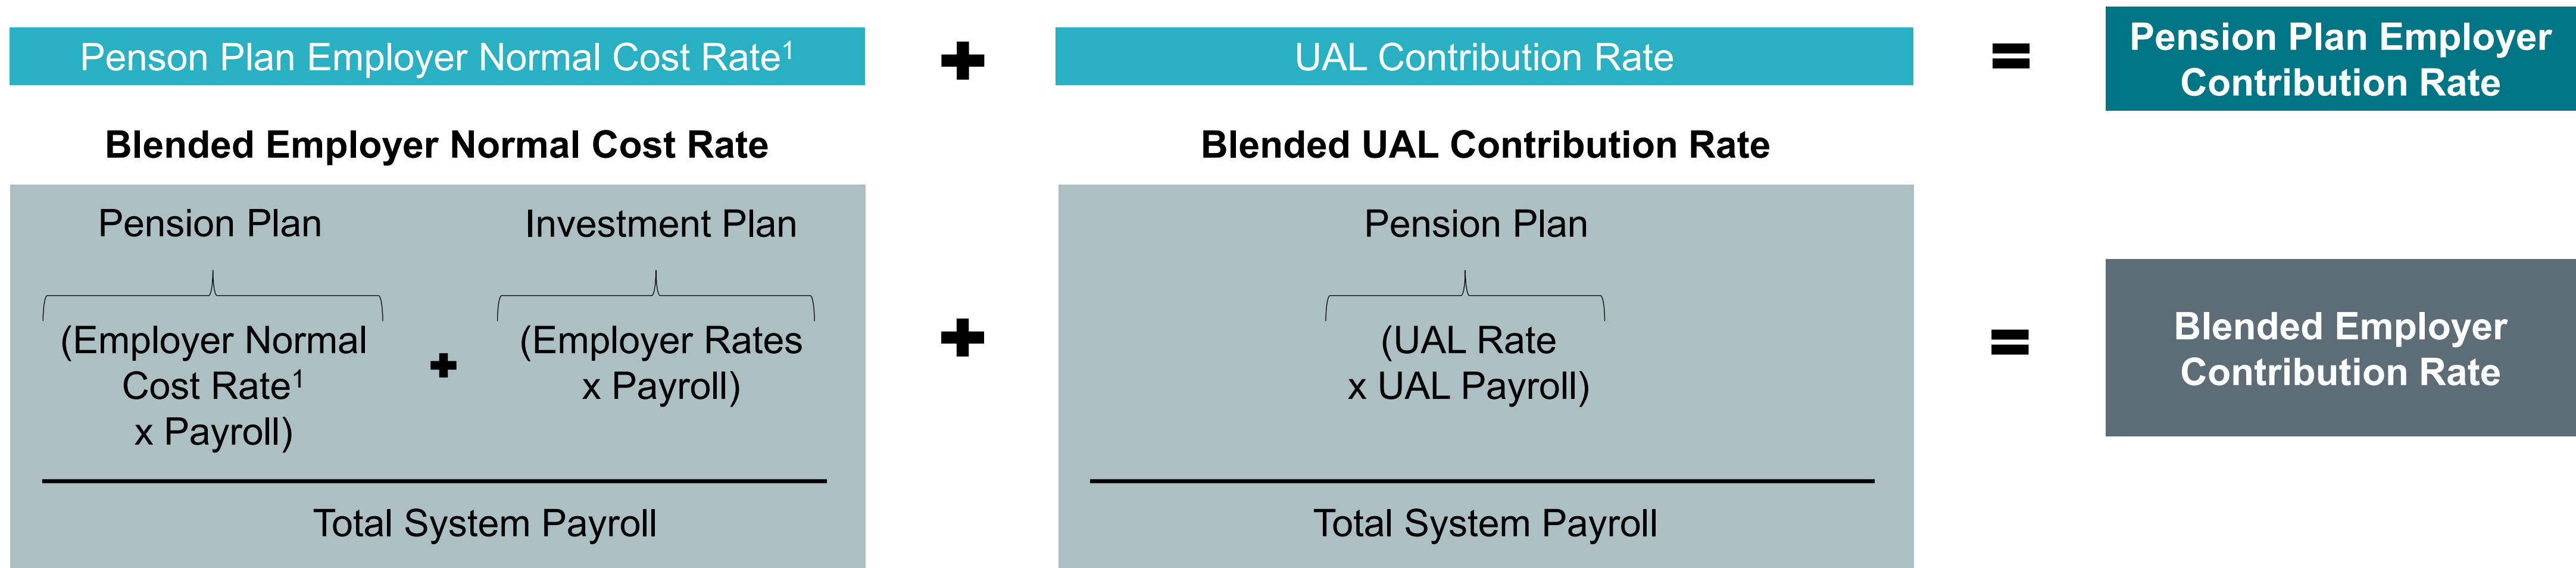 Penson Plan Employer Normal Cost Rate¹ + UAL Contribution Rate = Pension Plan Employer
Contribution Rate
Blended Employer Normal Cost Rate
Pension Plan
Investment Plan
(Employer Normal
Cost Rate¹
x Payroll)
+
(Employer Rates
x Payroll)
Total System Payroll
+
Blended UAL Contribution Rate
Pension Plan
(UAL Rate
x UAL Payroll)
Total System Payroll
=
Blended Employer
Contribution Rate